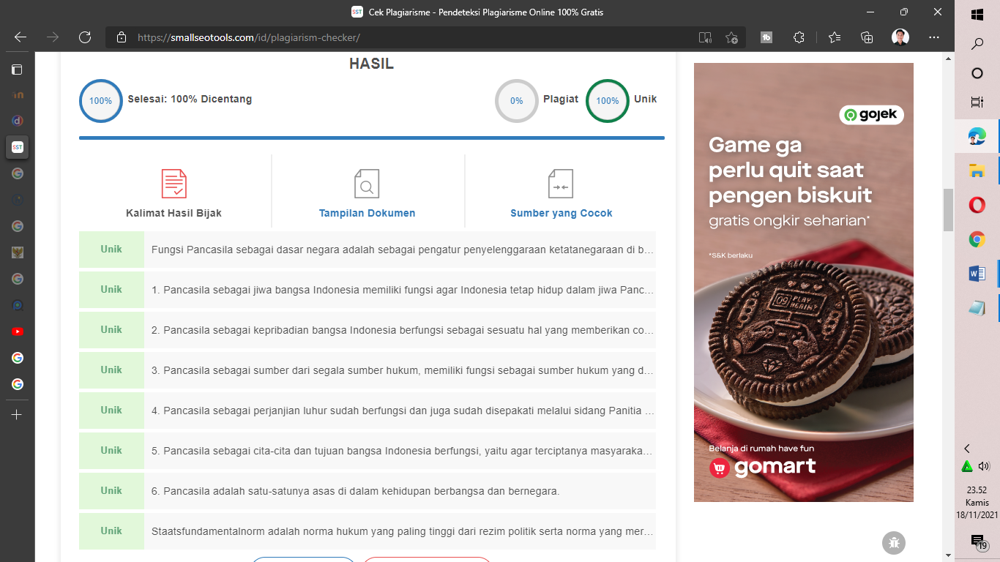 SST Cek Plagiarisme - Pendeteksi Plagiarisme Online 100% Gratis
https://smallseotools.com/id/plagiarism-checker/
HASIL
100% Selesai: 100% Dicentang
0% Plagiat 100% Unik
Kalimat Hasil Bijak
Tampilan Dokumen
Sumber yang Cocok
Unik Fungsi Pancasila sebagai dasar negara adalah sebagai pengatur penyelenggaraan ketatanegaraan di b...
Unik 1. Pancasila sebagai jiwa bangsa Indonesia memiliki fungsi agar Indonesia tetap hidup dalam jiwa Panc...
Unik 2. Pancasila sebagai kepribadian bangsa Indonesia berfungsi sebagai sesuatu hal yang memberikan co...
Unik 3. Pancasila sebagai sumber dari segala sumber hukum, memiliki fungsi sebagai sumber hukum yang d...
Unik 4. Pancasila sebagai perjanjian luhur sudah berfungsi dan juga sudah disepakati melalui sidang Panitia ...
Unik 5. Pancasila sebagai cita-cita dan tujuan bangsa Indonesia berfungsi, yaitu agar terciptanya masyaraka...
Unik 6. Pancasila adalah satu-satunya asas di dalam kehidupan berbangsa dan bernegara.
Unik Staatsfundamentalnorm adalah norma hukum yang paling tinggi dari rezim politik serta norma yang mer...
gojek
Game ga
perlu quit saat
pengen biskuit
gratis ongkir seharian*
*S&K berlaku
09 PLAY
AGAIN?
Belanja di rumah have fun
gomart
SST
23.52
Kamis
18/11/2021
19